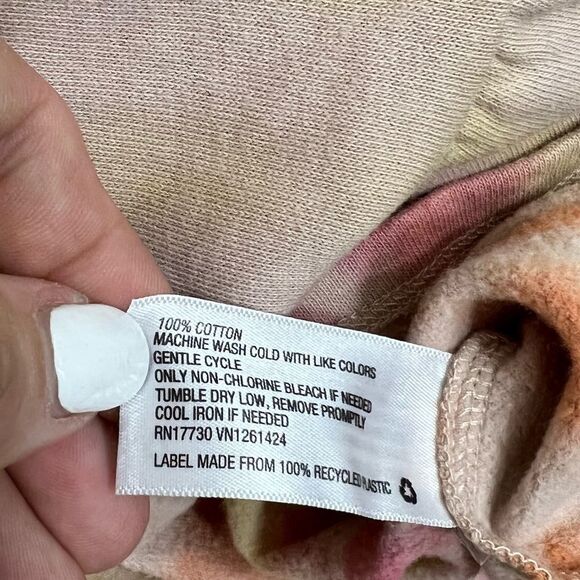 100% COTTON
MACHINE WASH COLD WITH LIKE COLORS
GENTLE CYCLE
ONLY NON-CHLORINE BLEACH IF NEEDED
TUMBLE DRY LOW, REMOVE PROMPTLY
COOL IRON IF NEEDED
RN17730 VN1261424
LABEL MADE FROM 100% RECYCLED PLASTIC